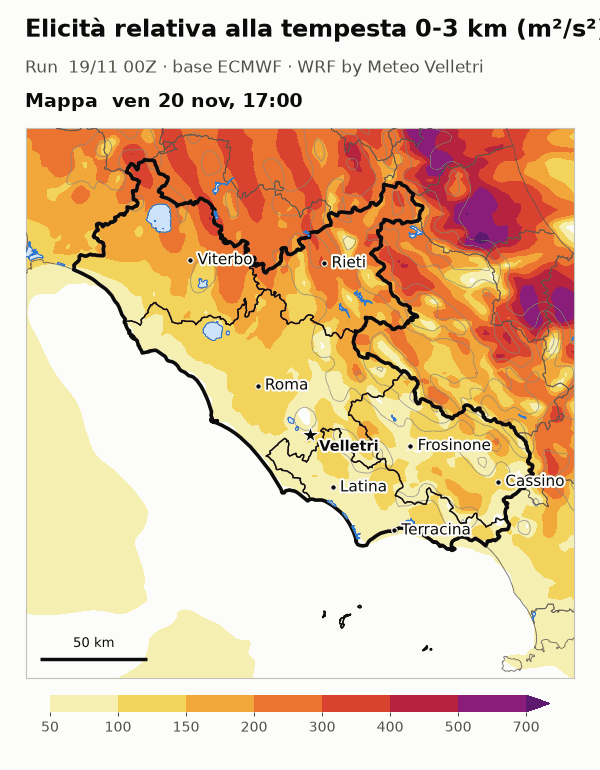 Elicità relativa alla tempesta 0-3 km (m²/s²)
Run  19/11 00Z · base ECMWF · WRF by Meteo Velletri
Mappa  ven 20 nov, 17:00
Viterbo
Rieti
Roma
Velletri
Frosinone
Cassino
Latina
Terracina
50 km
50 100 150 200 300 400 500 700